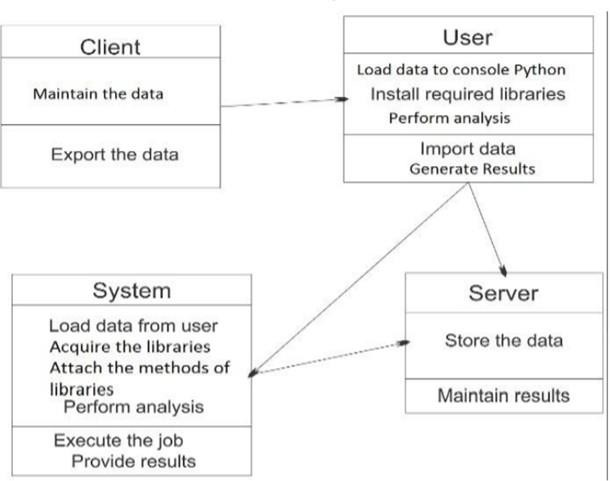 Client
Maintain the data
Export the data
User
Load data to console Python
Install required libraries
Perform analysis
Import data
Generate Results
System
Load data from user
Acquire the libraries
Attach the methods of
libraries
Perform analysis
Execute the job
Provide results
Server
Store the data
Maintain results